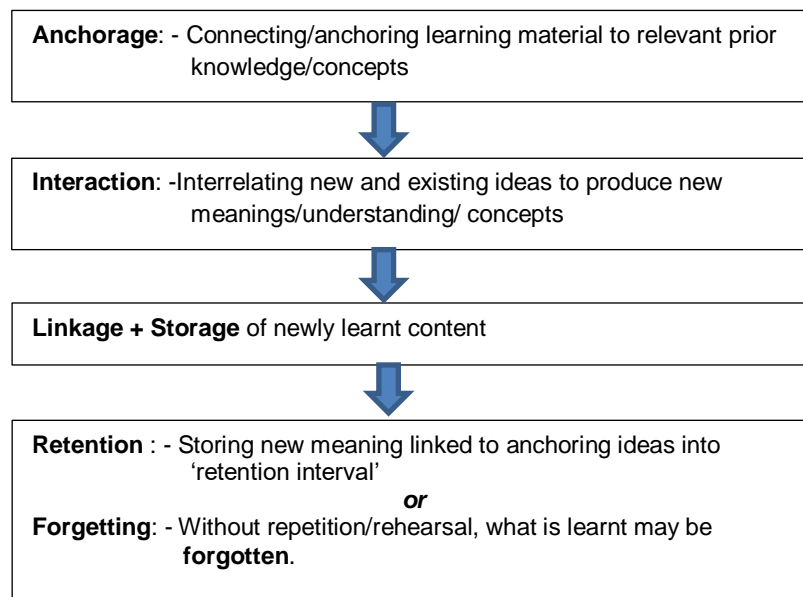 Anchorage: - Connecting/anchoring learning material to relevant prior
knowledge/concepts
Interaction: -Interrelating new and existing ideas to produce new
meanings/understanding/ concepts
Linkage + Storage of newly learnt content
Retention : - Storing new meaning linked to anchoring ideas into
‘retention interval’
or
Forgetting: - Without repetition/rehearsal, what is learnt may be
forgotten.